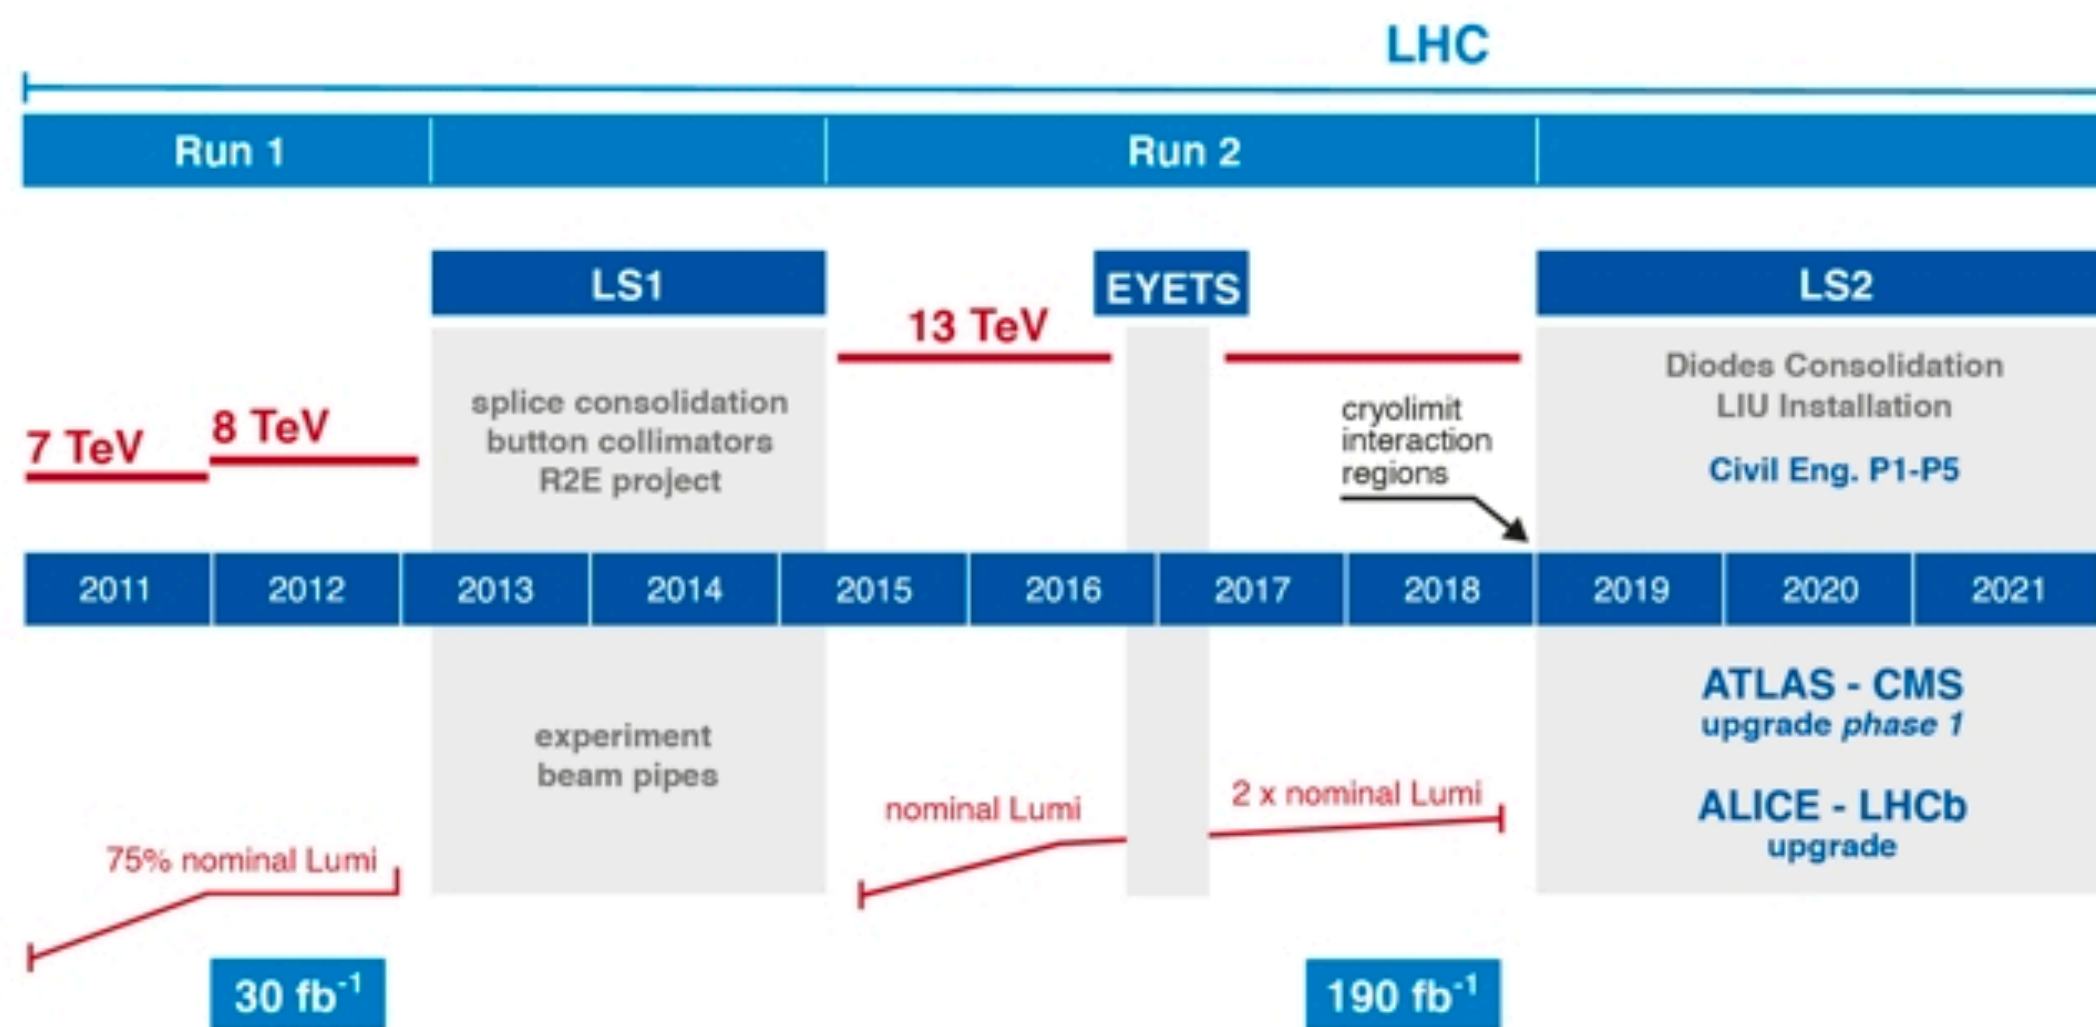 LHC
Run 1
Run 2
LS1
EYETS
LS2
13 TeV
7 TeV
8 TeV
splice consolidation
button collimators
R2E project
cryolimit
interaction
regions
Diodes Consolidation
LIU Installation
Civil Eng. P1-P5
2011 2012 2013 2014 2015 2016 2017 2018 2019 2020 2021
experiment
beam pipes
ATLAS - CMS
upgrade phase 1
ALICE - LHCb
upgrade
75% nominal Lumi
nominal Lumi
2 x nominal Lumi
30 fb⁻¹
190 fb⁻¹